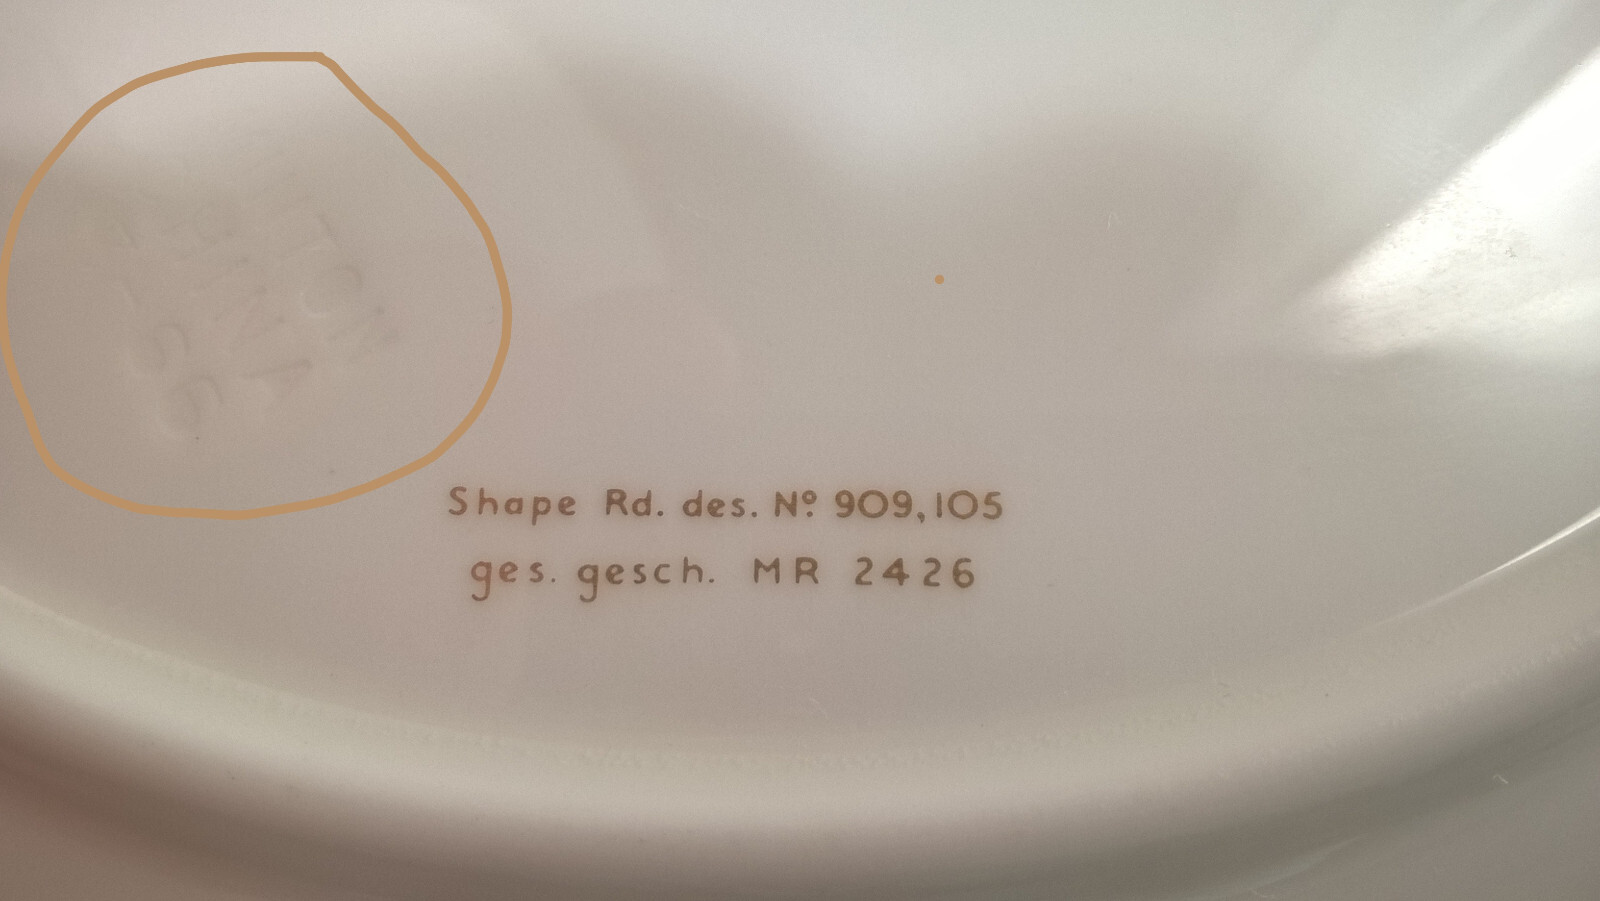 Shape Rd. des. Nº 909,105
ges. gesch. MR 2426